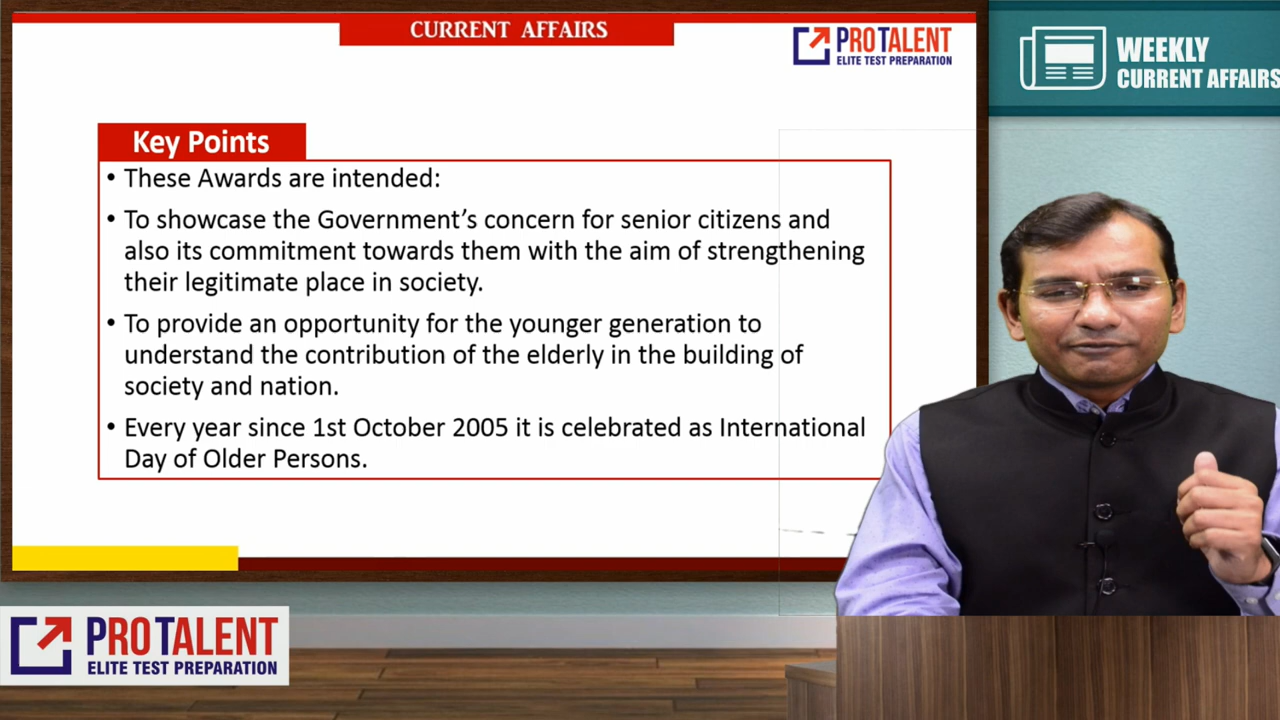 CURRENT AFFAIRS
PROTALENT
ELITE TEST PREPARATION
WEEKLY
CURRENT AFFAIRS
Key Points
• These Awards are intended:
• To showcase the Government’s concern for senior citizens and
also its commitment towards them with the aim of strengthening
their legitimate place in society.
• To provide an opportunity for the younger generation to
understand the contribution of the elderly in the building of
society and nation.
• Every year since 1st October 2005 it is celebrated as International
Day of Older Persons.
PROTALENT
ELITE TEST PREPARATION